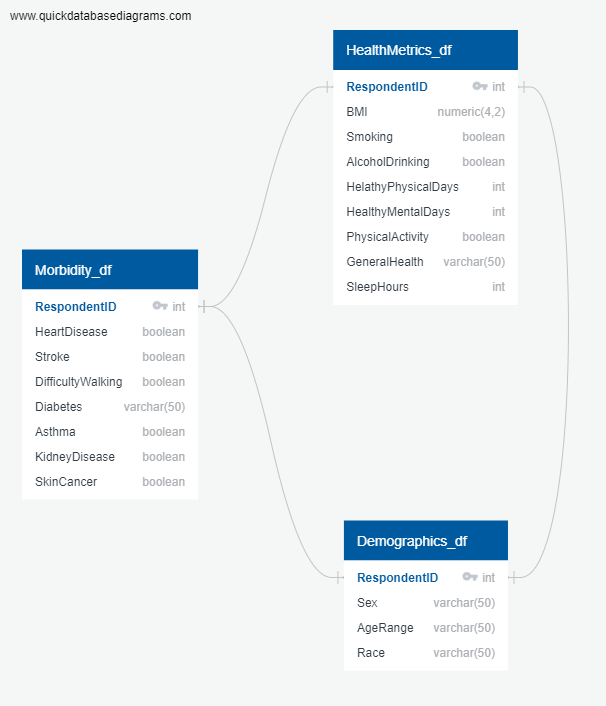 www.quickdatabasediagrams.com
HealthMetrics_df
RespondentID int
BMI numeric(4,2)
Smoking boolean
AlcoholDrinking boolean
HelathyPhysicalDays int
HealthyMentalDays int
PhysicalActivity boolean
GeneralHealth varchar(50)
SleepHours int
Morbidity_df
RespondentID int
HeartDisease boolean
Stroke boolean
DifficultyWalking boolean
Diabetes varchar(50)
Asthma boolean
KidneyDisease boolean
SkinCancer boolean
Demographics_df
RespondentID int
Sex varchar(50)
AgeRange varchar(50)
Race varchar(50)